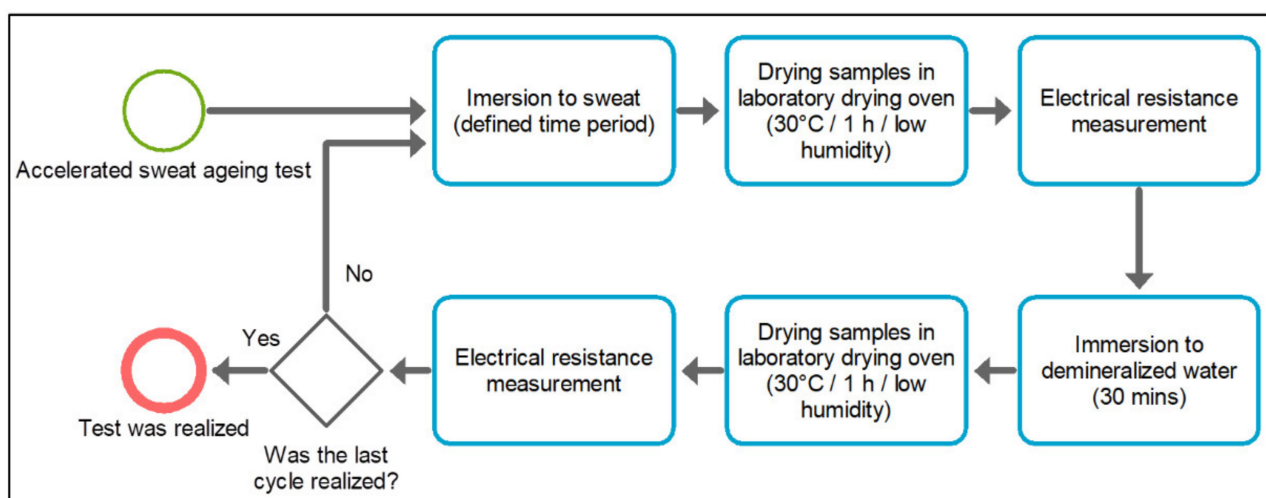 Accelerated sweat ageing test
Imersion to sweat
(defined time period)
Drying samples in
laboratory drying oven
(30°C / 1 h / low
humidity)
Electrical resistance
measurement
Immersion to
demineralized water
(30 mins)
Drying samples in
laboratory drying oven
(30°C / 1 h / low
humidity)
Electrical resistance
measurement
Was the last
cycle realized?
No
Yes
Test was realized